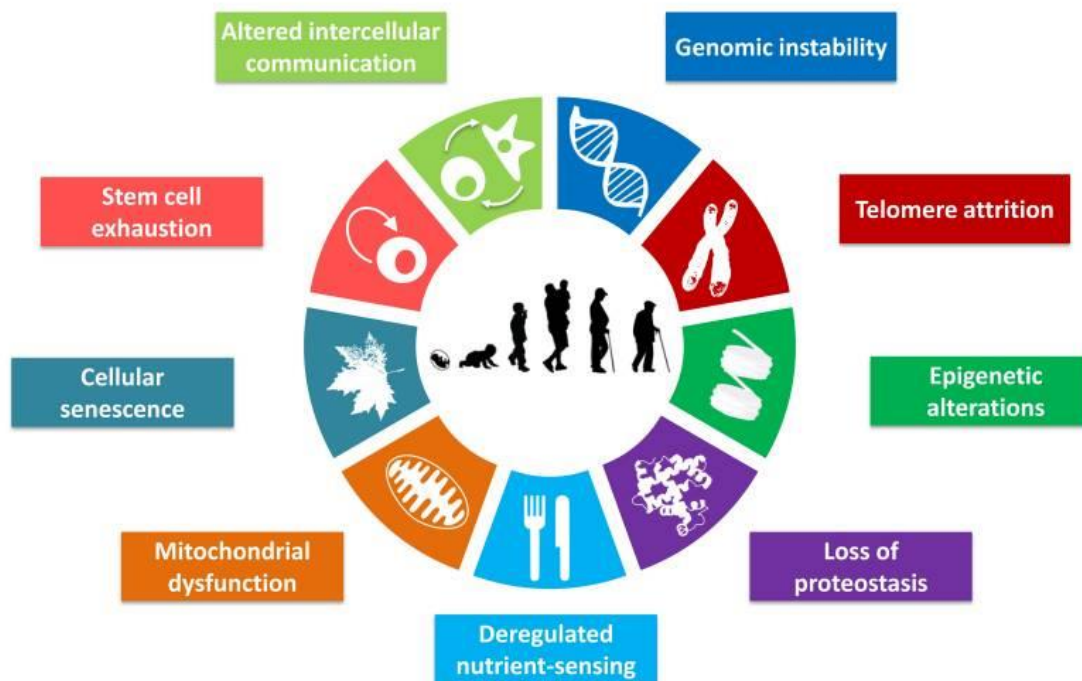 Altered intercellular
communication
Genomic instability
Stem cell
exhaustion
Telomere attrition
Cellular
senescence
Epigenetic
alterations
Mitochondrial
dysfunction
Loss of
proteostasis
Deregulated
nutrient-sensing